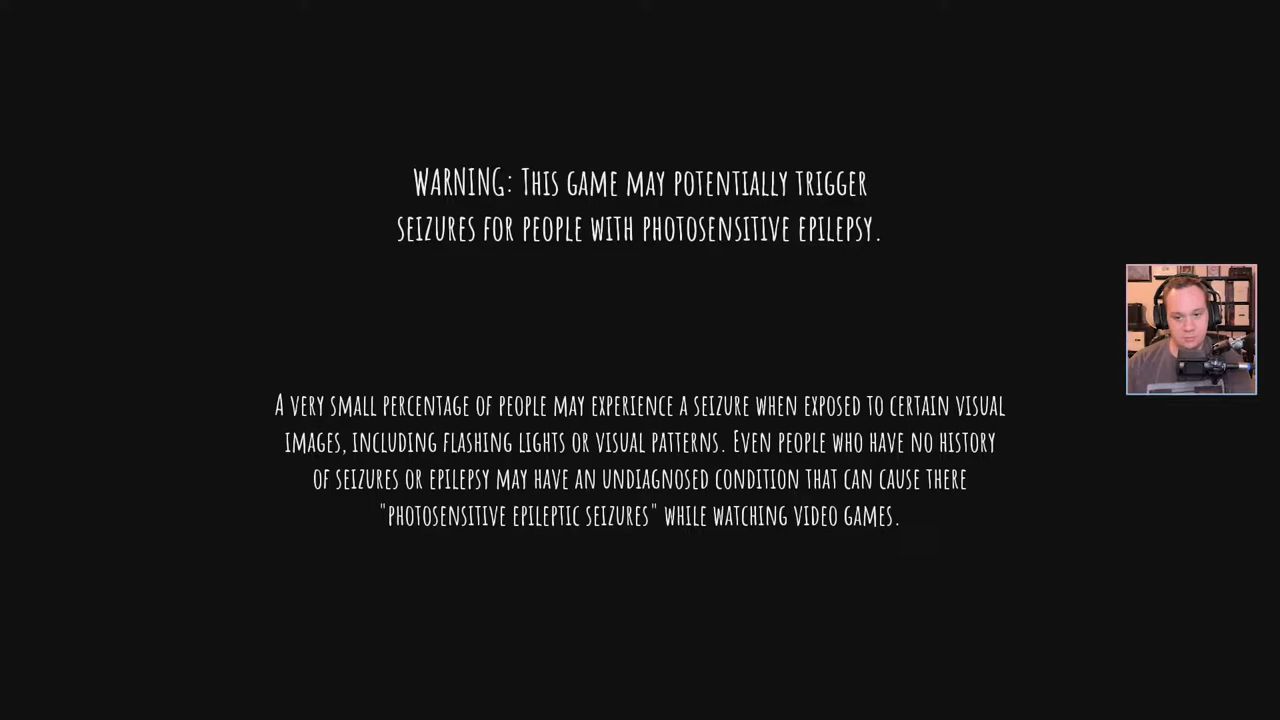 WARNING: This game may potentially trigger
seizures for people with photosensitive epilepsy.
A very small percentage of people may experience a seizure when exposed to certain visual
images, including flashing lights or visual patterns. Even people who have no history
of seizures or epilepsy may have an undiagnosed condition that can cause there
"photosensitive epileptic seizures" while watching video games.